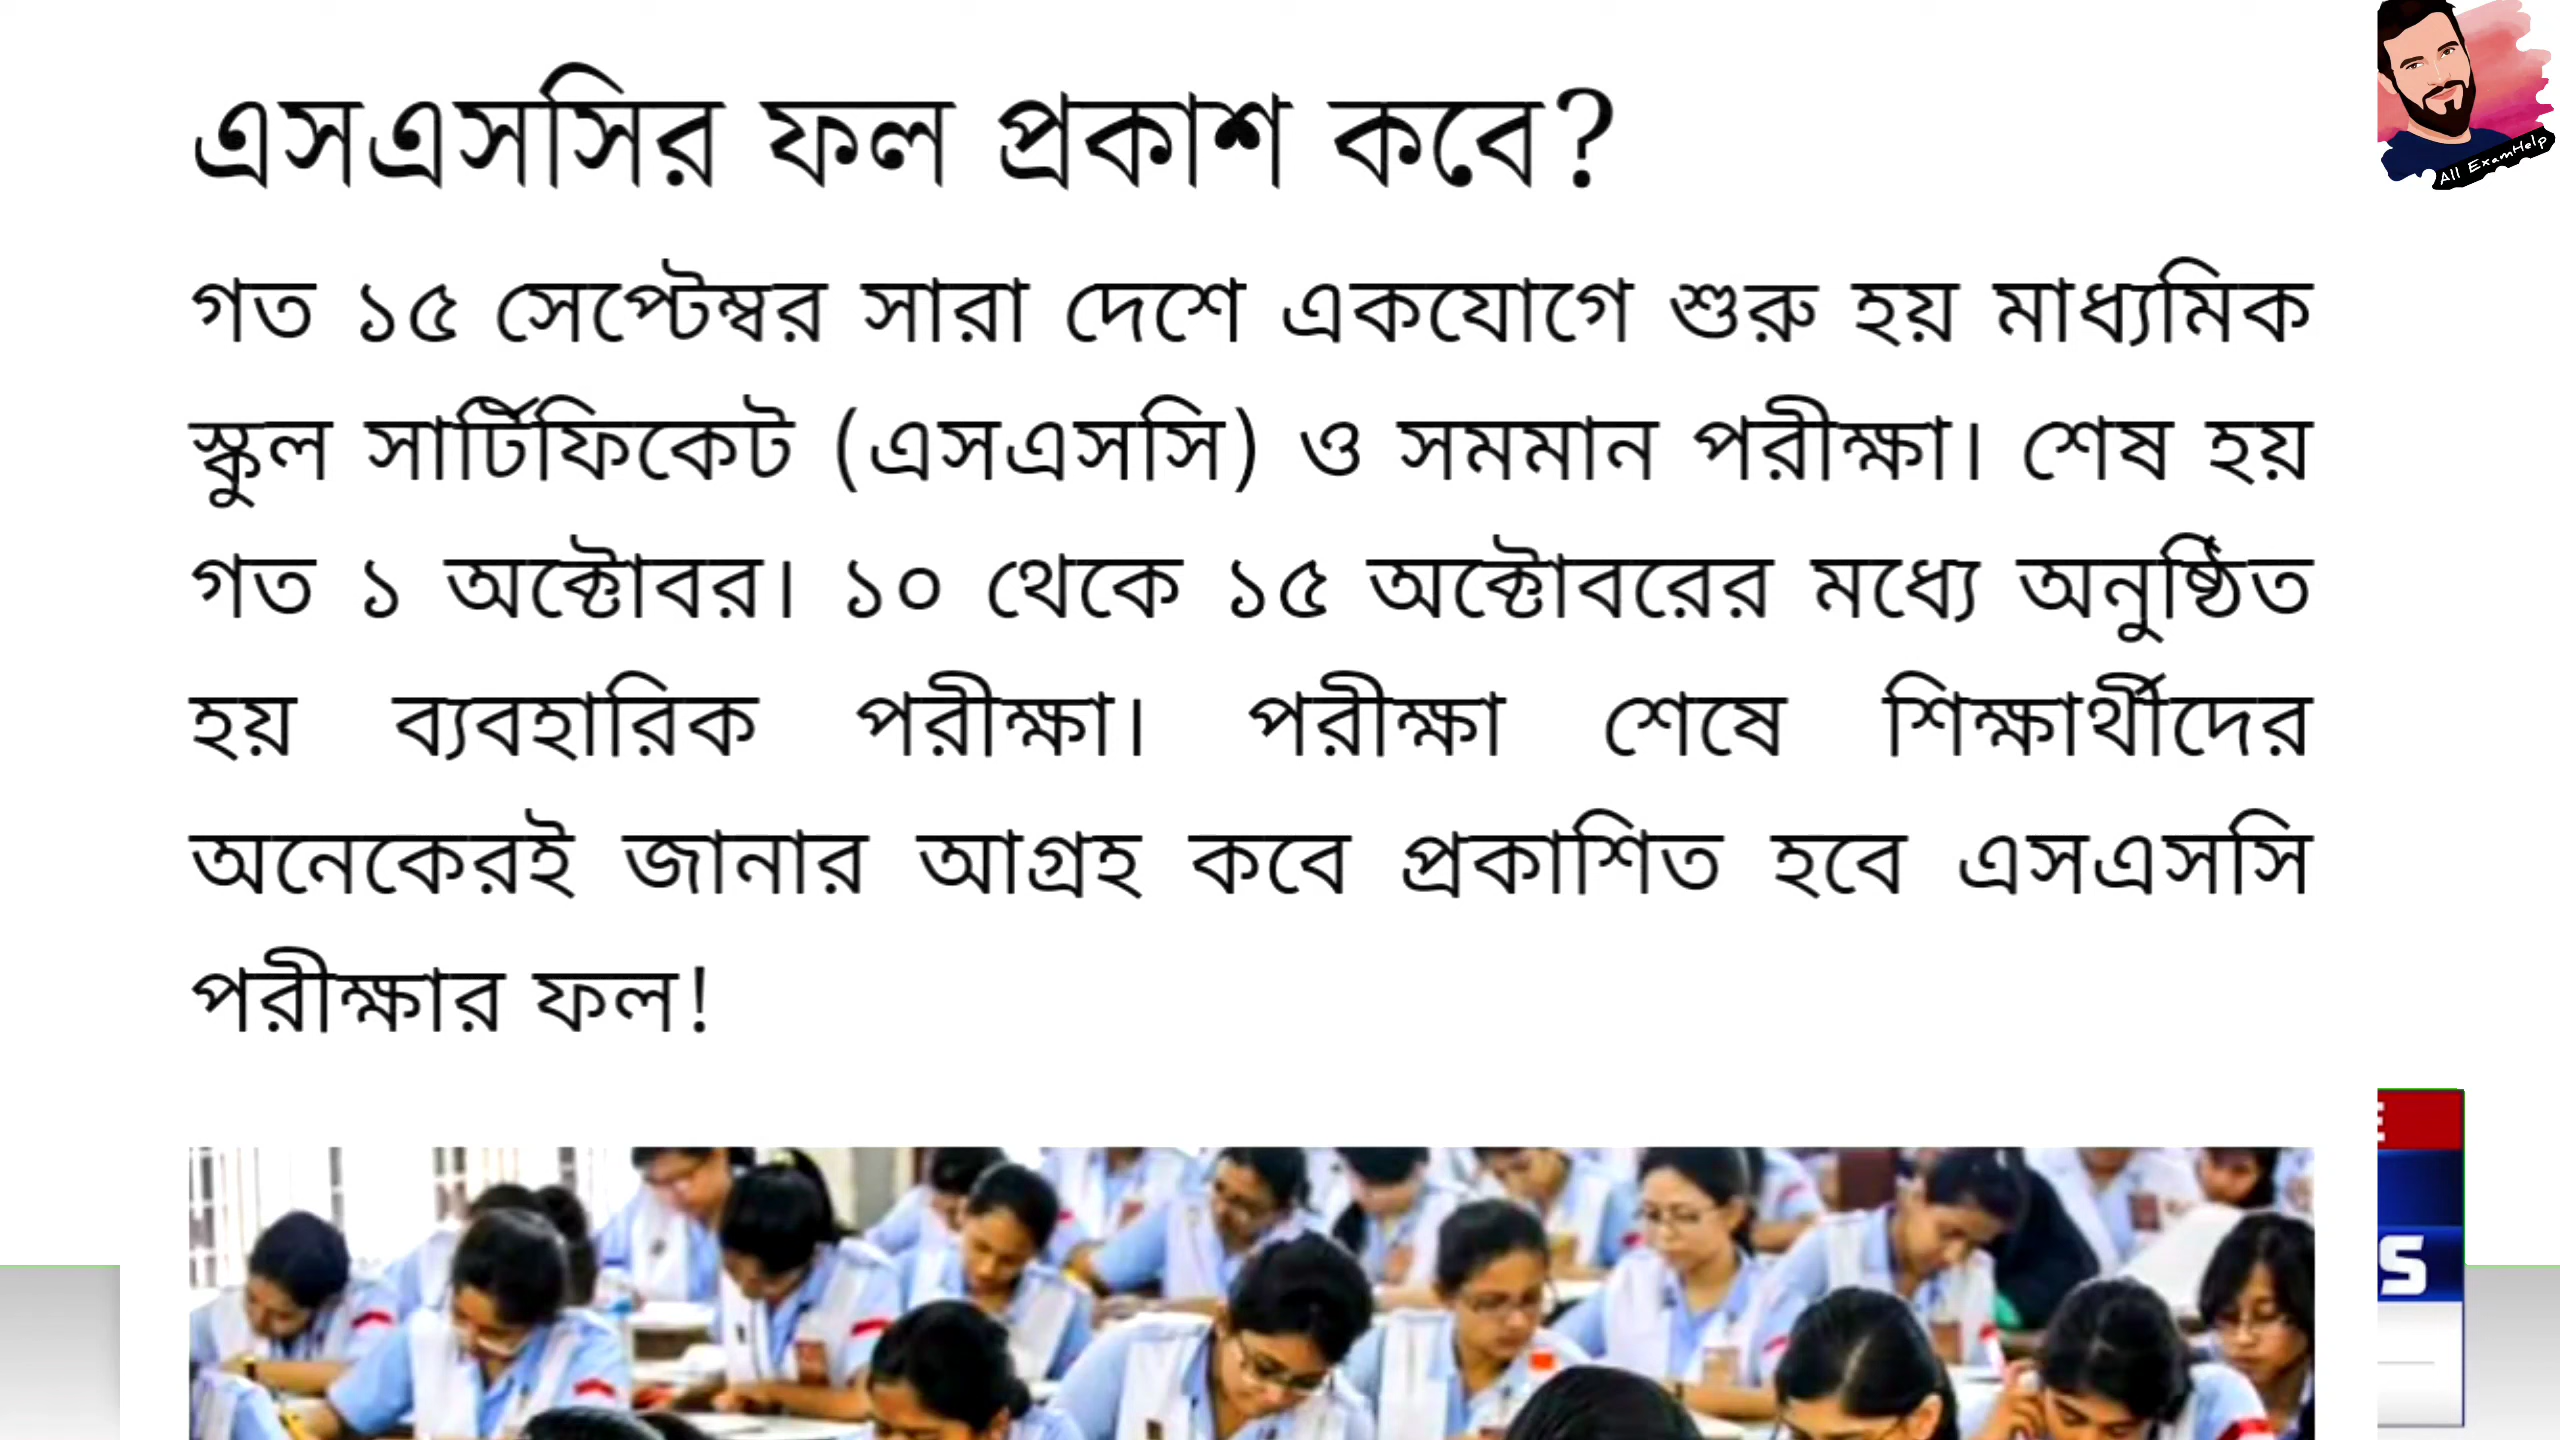 এসএসসির ফল প্রকাশ কবে?
All ExamHelp
গত ১৫ সেপ্টেম্বর সারা দেশে একযোগে শুরু হয় মাধ্যমিক
স্কুল সার্টিফিকেট (এসএসসি) ও সমমান পরীক্ষা। শেষ হয়
গত ১ অক্টোবর। ১০ থেকে ১৫ অক্টোবরের মধ্যে অনুষ্ঠিত
হয় ব্যবহারিক পরীক্ষা। পরীক্ষা শেষে শিক্ষার্থীদের
অনেকেরই জানার আগ্রহ কবে প্রকাশিত হবে এসএসসি
পরীক্ষার ফল!
E
S